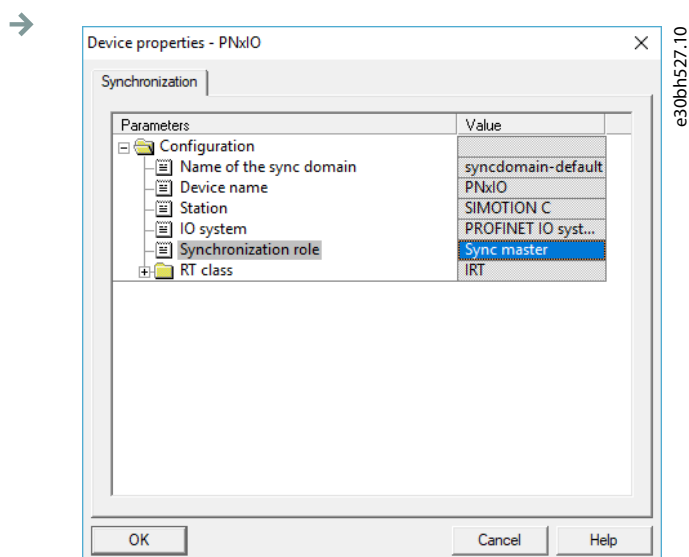 Device properties - PNxIO
Synchronization
Parameters Value
Configuration
Name of the sync domain syncdomain-default
Device name PNxIO
Station SIMOTION C
IO system PROFINET IO syst...
Synchronization role Sync master
RT class IRT
OK Cancel Help
e30bh527.10